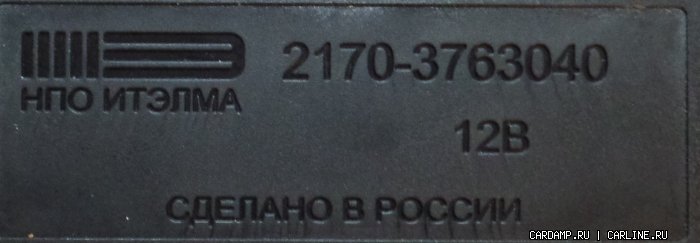 2170-3763040
НПО ИТЭЛМА
12В
СДЕЛАНО В РОССИИ
CARDAMP.RU | CARLINE.RU